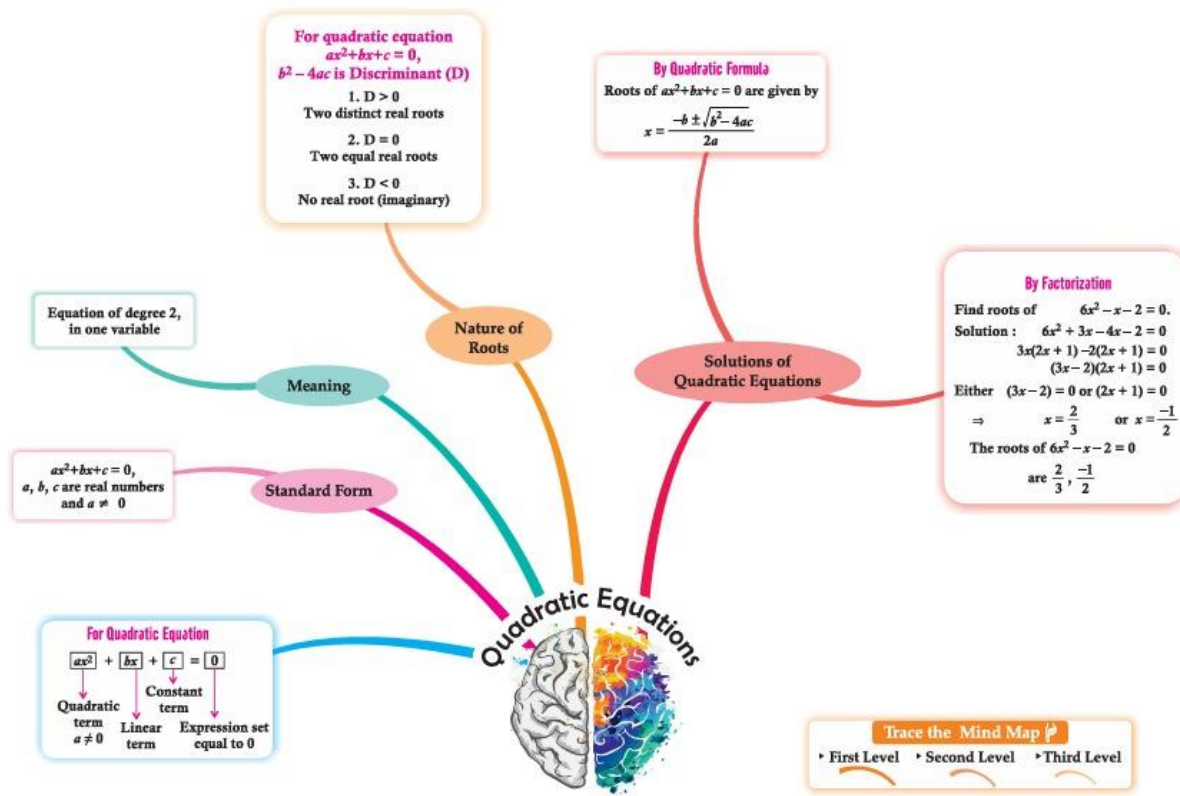 For quadratic equation
ax²+bx+c = 0,
b² – 4ac is Discriminant (D)
1. D > 0
Two distinct real roots
2. D = 0
Two equal real roots
3. D < 0
No real root (imaginary)
By Quadratic Formula
Roots of ax²+bx+c = 0 are given by
x = (–b ± √(b² – 4ac))/(2a)
By Factorization
Find roots of 6x² – x – 2 = 0.
Solution : 6x² + 3x – 4x – 2 = 0
3x(2x + 1) –2(2x + 1) = 0
(3x – 2)(2x + 1) = 0
Either (3x – 2) = 0 or (2x + 1) = 0
⇒ x = 2/3 or x = –1/2
The roots of 6x² – x – 2 = 0
are 2/3 , –1/2
Nature of
Roots
Solutions of
Quadratic Equations
Equation of degree 2,
in one variable
Meaning
ax²+bx+c = 0,
a, b, c are real numbers
and a ≠ 0
Standard Form
For Quadratic Equation
ax² + bx + c = 0
Quadratic
term
a ≠ 0
Linear
term
Constant
term
Expression set
equal to 0
Quadratic Equations
Trace the Mind Map
‣ First Level ‣ Second Level ‣ Third Level